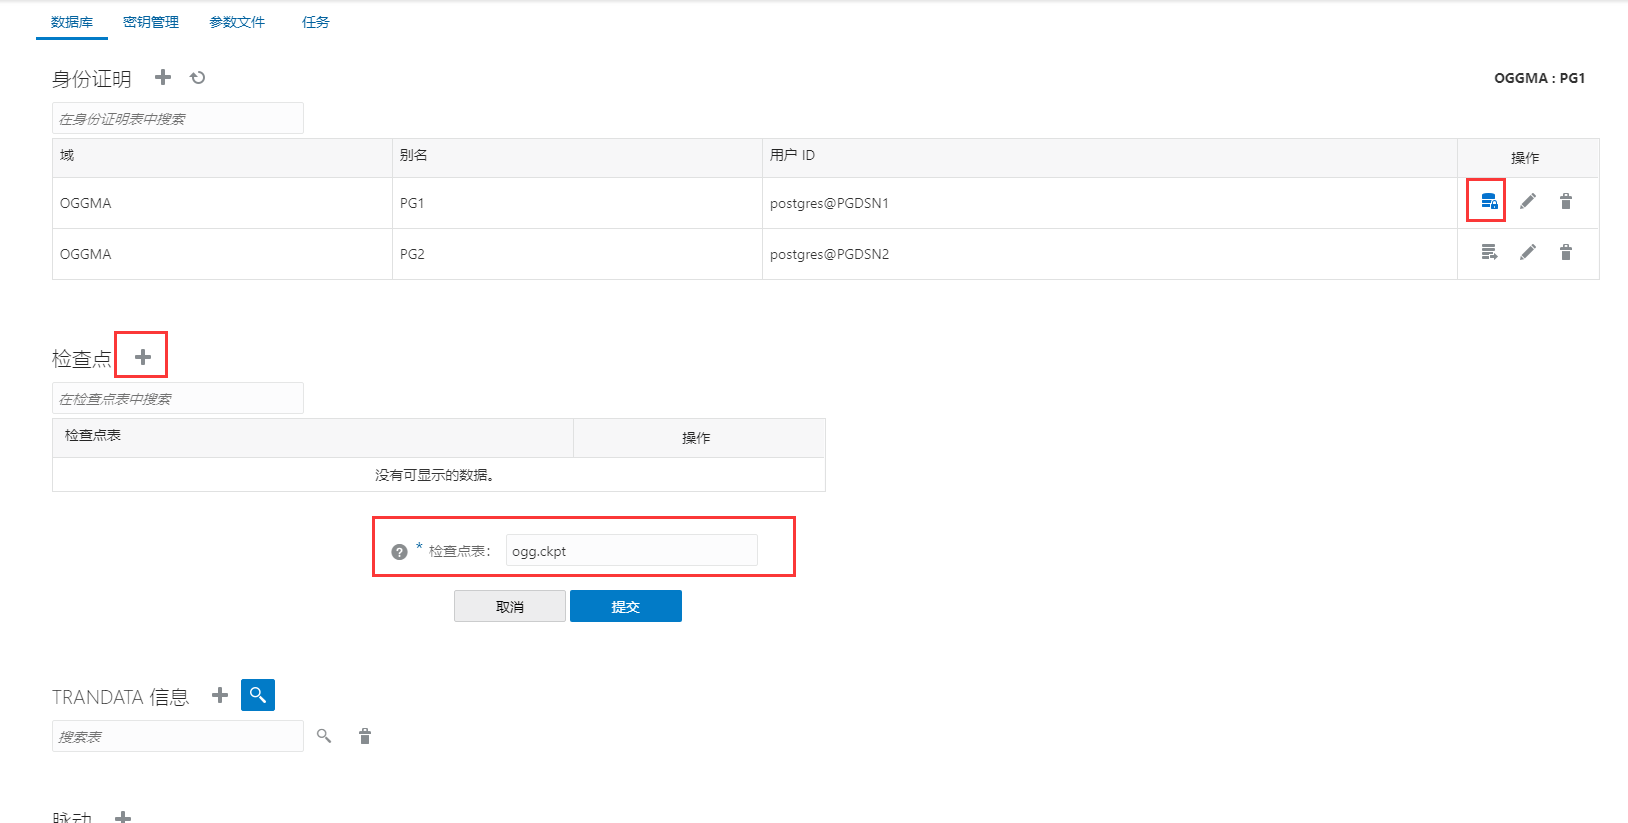 数据库 密钥管理 参数文件 任务
身份证明
OGGMA : PG1
在身份证明表中搜索
域 别名 用户 ID 操作
OGGMA PG1 postgres@PGDSN1
OGGMA PG2 postgres@PGDSN2
检查点
在检查点表中搜索
检查点表 操作
没有可显示的数据。
? * 检查点表: ogg.ckpt
取消 提交
TRANDATA 信息
搜索表
脉动